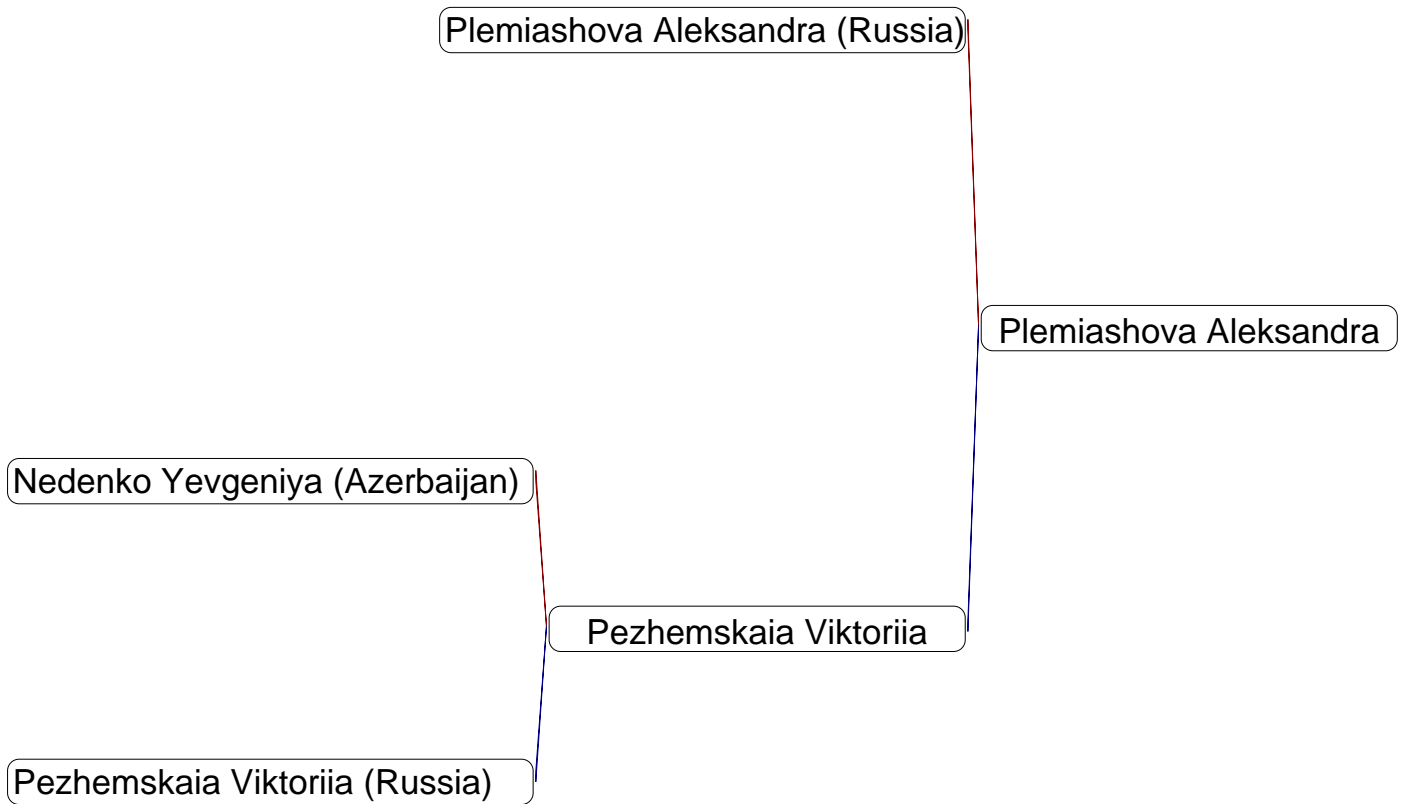 Plemiashova Aleksandra (Russia)
Plemiashova Aleksandra
Nedenko Yevgeniya (Azerbaijan)
Pezhemskaia Viktoriia
Pezhemskaia Viktoriia (Russia)